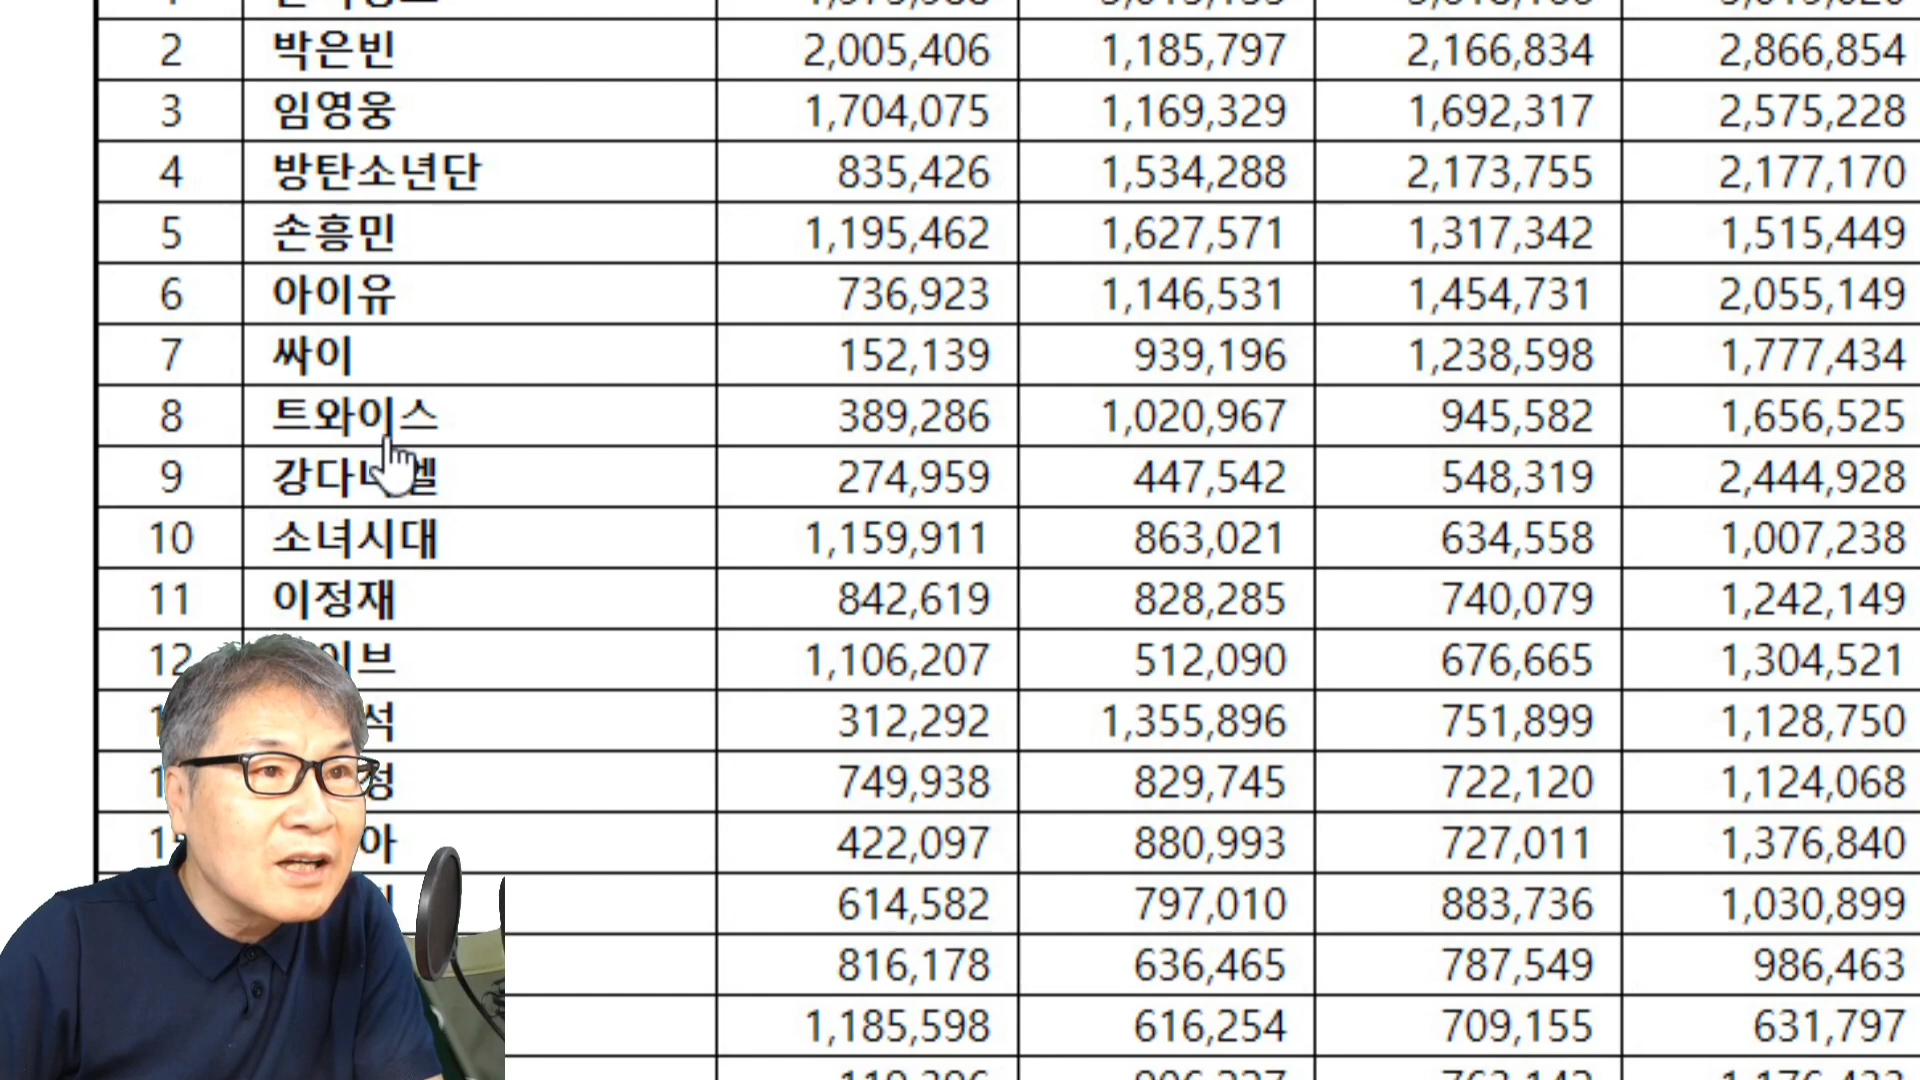 2 박은빈 2,005,406 1,185,797 2,166,834 2,866,854
3 임영웅 1,704,075 1,169,329 1,692,317 2,575,228
4 방탄소년단 835,426 1,534,288 2,173,755 2,177,170
5 손흥민 1,195,462 1,627,571 1,317,342 1,515,449
6 아이유 736,923 1,146,531 1,454,731 2,055,149
7 싸이 152,139 939,196 1,238,598 1,777,434
8 트와이스 389,286 1,020,967 945,582 1,656,525
9 강다니엘 274,959 447,542 548,319 2,444,928
10 소녀시대 1,159,911 863,021 634,558 1,007,238
11 이정재 842,619 828,285 740,079 1,242,149
12 이브 1,106,207 512,090 676,665 1,304,521
석 312,292 1,355,896 751,899 1,128,750
정 749,938 829,745 722,120 1,124,068
아 422,097 880,993 727,011 1,376,840
614,582 797,010 883,736 1,030,899
816,178 636,465 787,549 986,463
1,185,598 616,254 709,155 631,797